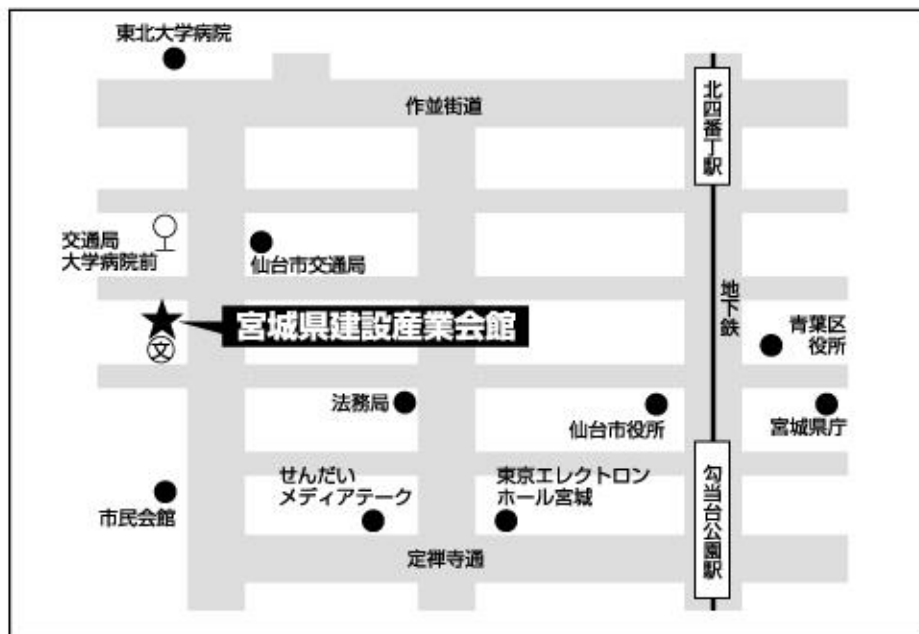 東北大学病院
作並街道
北四番丁駅
交通局
大学病院前
仙台市交通局
地下鉄
宮城県建設産業会館
文
青葉区
役所
法務局
仙台市役所
宮城県庁
せんだい
メディアテーク
東京エレクトロン
ホール宮城
勾当台公園駅
市民会館
定禅寺通